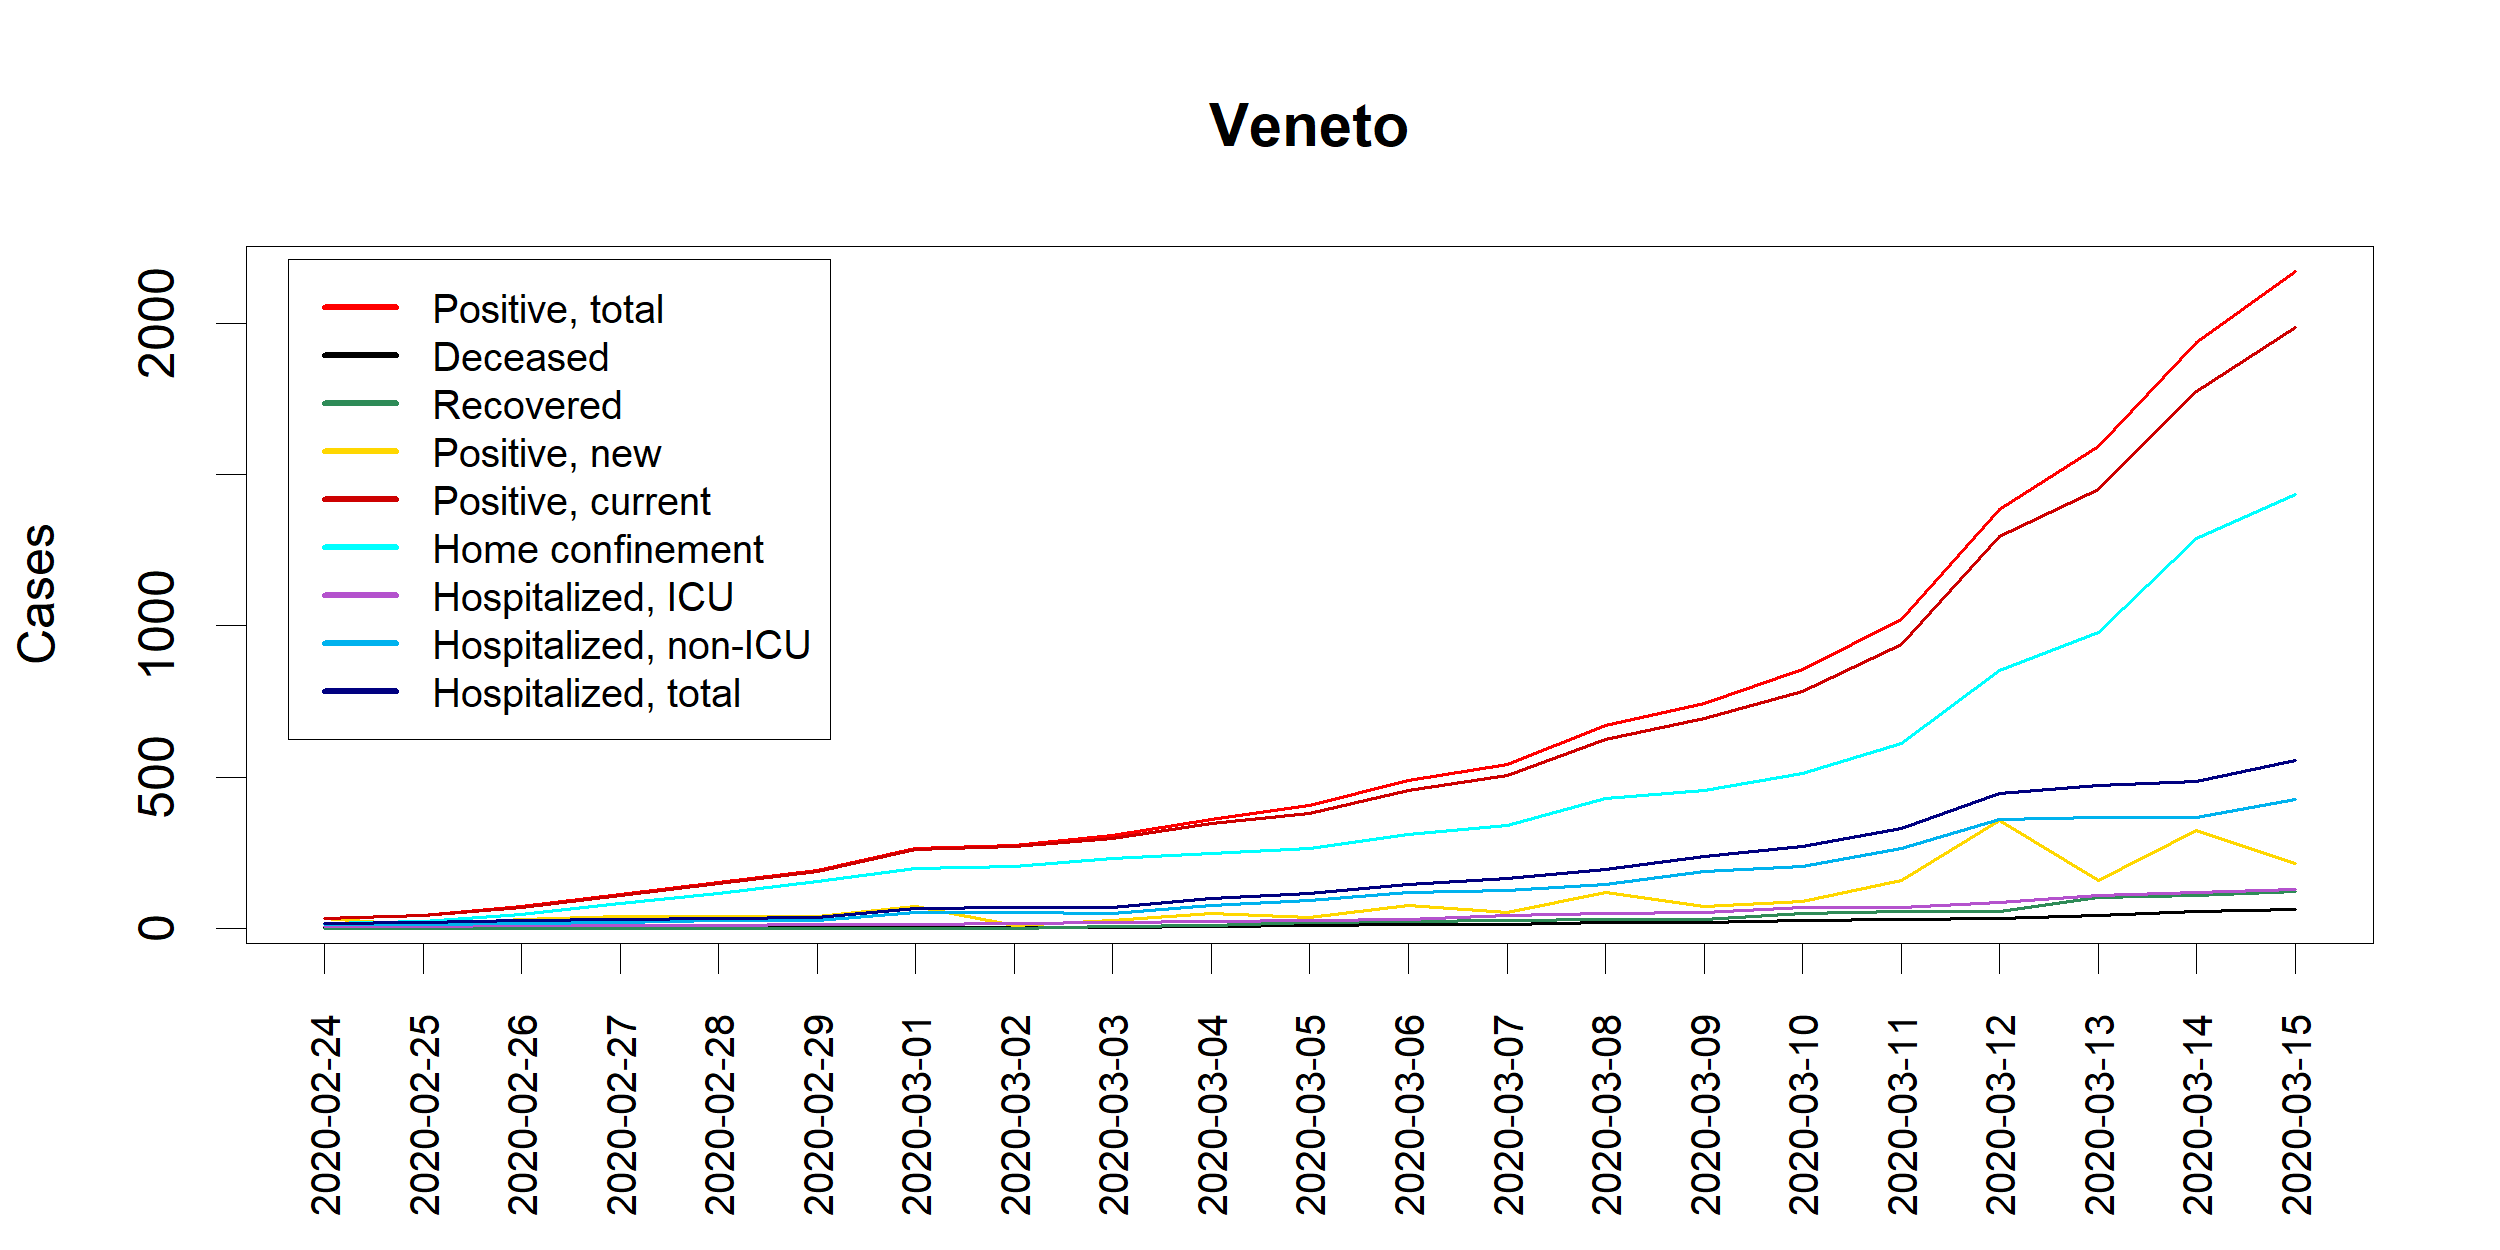 Veneto
Cases
2000
1000
500
0
Positive, total
Deceased
Recovered
Positive, new
Positive, current
Home confinement
Hospitalized, ICU
Hospitalized, non-ICU
Hospitalized, total
2020-02-24
2020-02-25
2020-02-26
2020-02-27
2020-02-28
2020-02-29
2020-03-01
2020-03-02
2020-03-03
2020-03-04
2020-03-05
2020-03-06
2020-03-07
2020-03-08
2020-03-09
2020-03-10
2020-03-11
2020-03-12
2020-03-13
2020-03-14
2020-03-15